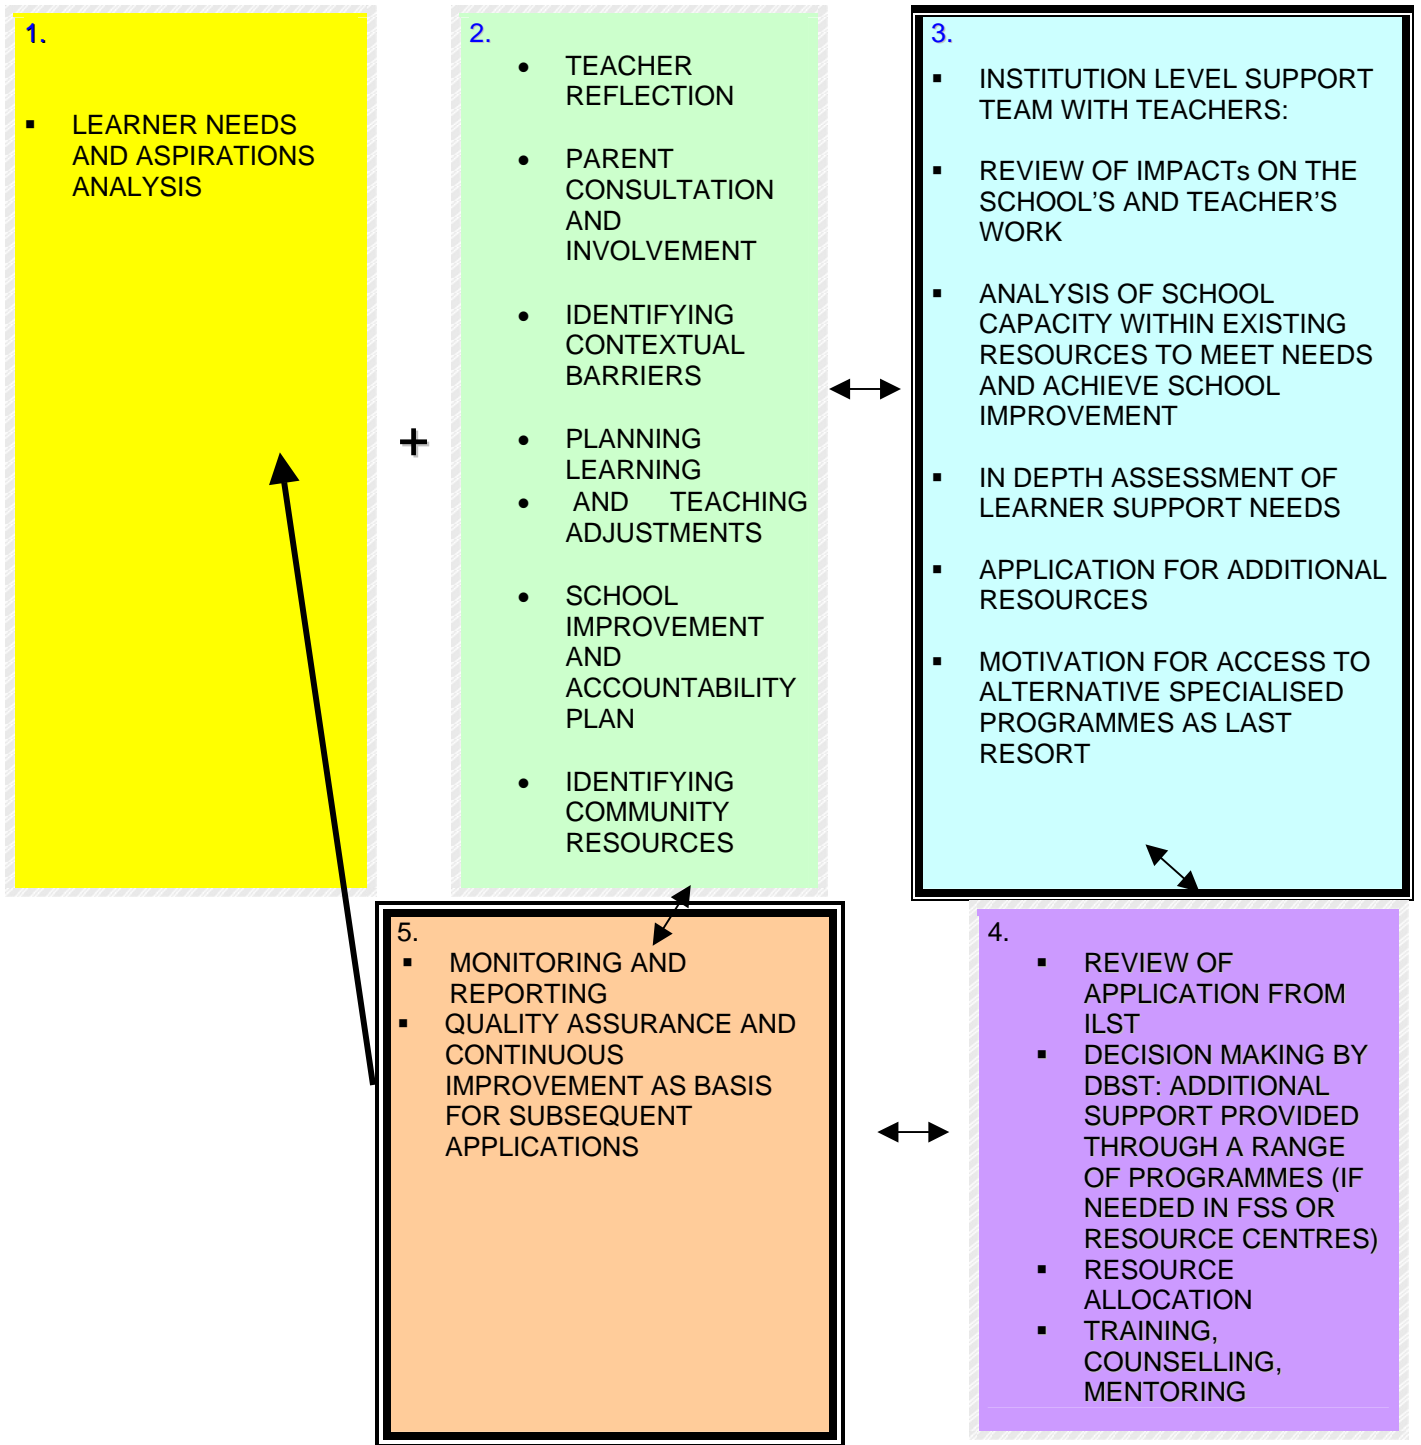 1.
▪ LEARNER NEEDS
AND ASPIRATIONS
ANALYSIS
+
2.
• TEACHER
REFLECTION
• PARENT
CONSULTATION
AND
INVOLVEMENT
• IDENTIFYING
CONTEXTUAL
BARRIERS
• PLANNING
LEARNING
• AND TEACHING
ADJUSTMENTS
• SCHOOL
IMPROVEMENT
AND
ACCOUNTABILITY
PLAN
• IDENTIFYING
COMMUNITY
RESOURCES
3.
▪ INSTITUTION LEVEL SUPPORT
TEAM WITH TEACHERS:
▪ REVIEW OF IMPACTs ON THE
SCHOOL’S AND TEACHER’S
WORK
▪ ANALYSIS OF SCHOOL
CAPACITY WITHIN EXISTING
RESOURCES TO MEET NEEDS
AND ACHIEVE SCHOOL
IMPROVEMENT
▪ IN DEPTH ASSESSMENT OF
LEARNER SUPPORT NEEDS
▪ APPLICATION FOR ADDITIONAL
RESOURCES
▪ MOTIVATION FOR ACCESS TO
ALTERNATIVE SPECIALISED
PROGRAMMES AS LAST
RESORT
4.
▪ REVIEW OF
APPLICATION FROM
ILST
▪ DECISION MAKING BY
DBST: ADDITIONAL
SUPPORT PROVIDED
THROUGH A RANGE
OF PROGRAMMES (IF
NEEDED IN FSS OR
RESOURCE CENTRES)
▪ RESOURCE
ALLOCATION
▪ TRAINING,
COUNSELLING,
MENTORING
5.
▪ MONITORING AND
REPORTING
▪ QUALITY ASSURANCE AND
CONTINUOUS
IMPROVEMENT AS BASIS
FOR SUBSEQUENT
APPLICATIONS